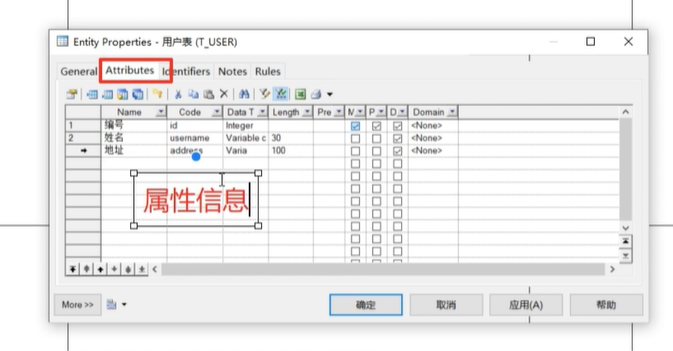 Entity Properties - 用户表 (T_USER)
General Attributes Identifiers Notes Rules
Name Code Data T Length Pre M P D Domain
1 编号 id Integer <None>
2 姓名 username Variable c 30 <None>
地址 address Varia 100 <None>
属性信息
More >> 确定 取消 应用(A) 帮助